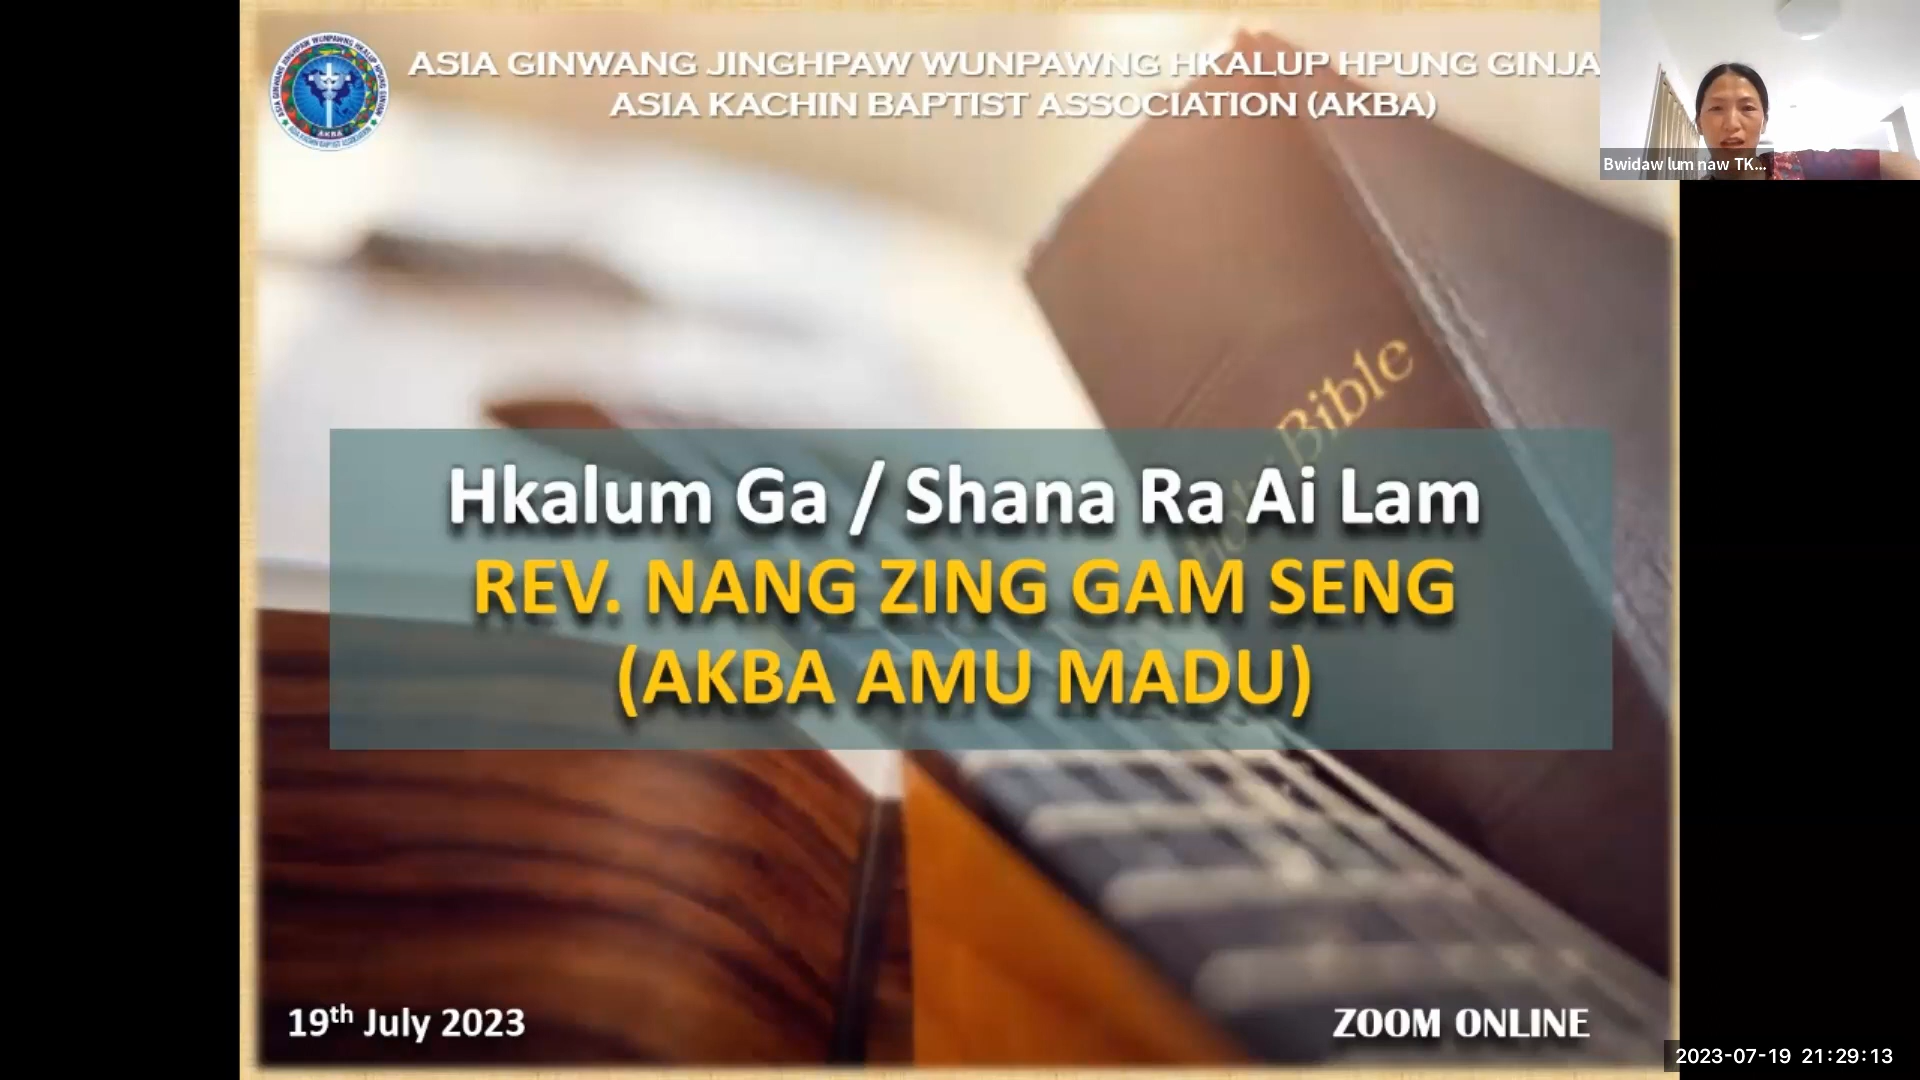 ASIA GINWANG JINGHPAW WUNPAWNG HKALUP HPUNG GINJA
ASIA KACHIN BAPTIST ASSOCIATION (AKBA)
Bwidaw lum naw TK...
Holy Bible
Hkalum Ga / Shana Ra Ai Lam
REV. NANG ZING GAM SENG
(AKBA AMU MADU)
19th July 2023
ZOOM ONLINE
2023-07-19 21:29:13